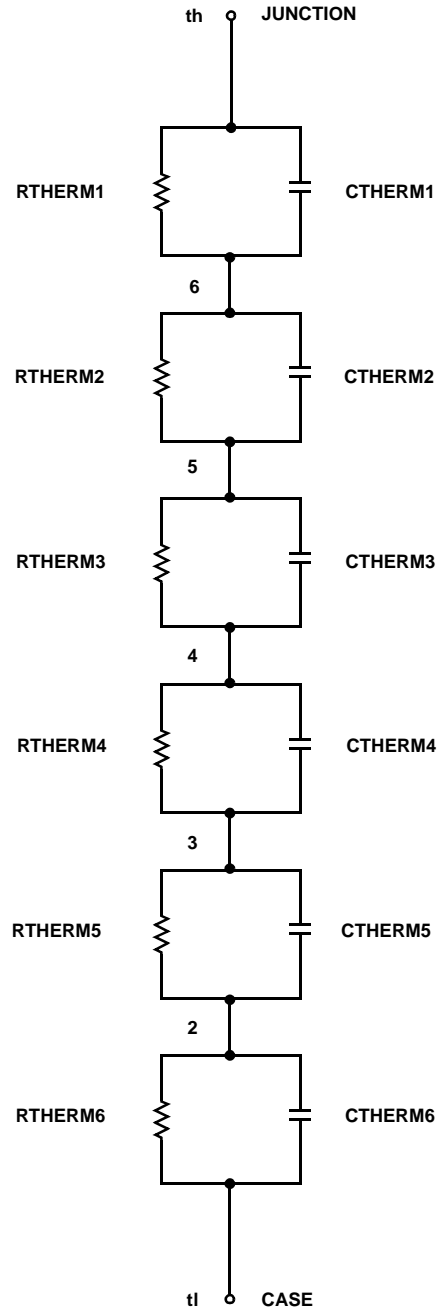 th JUNCTION
RTHERM1 CTHERM1
6
RTHERM2 CTHERM2
5
RTHERM3 CTHERM3
4
RTHERM4 CTHERM4
3
RTHERM5 CTHERM5
2
RTHERM6 CTHERM6
tl CASE